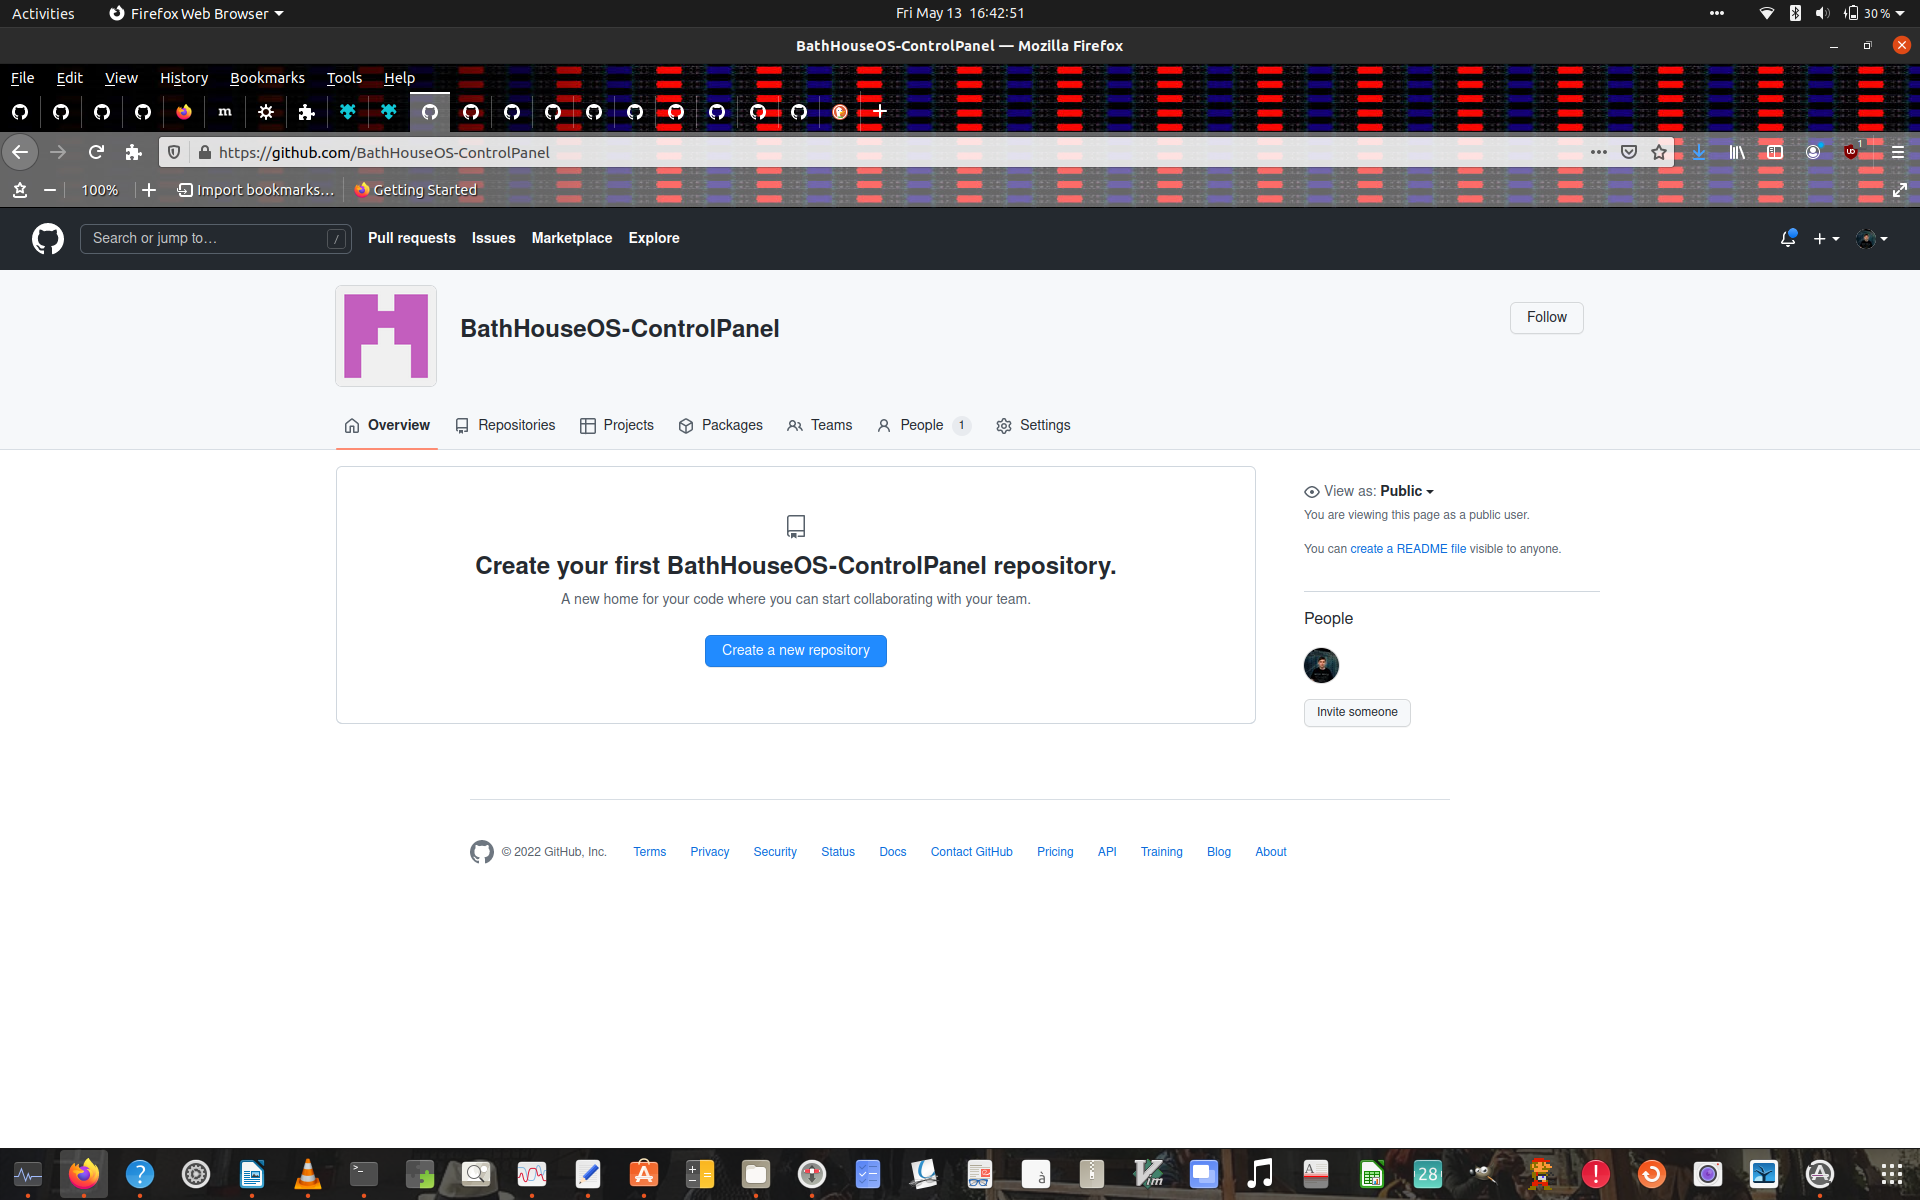 Activities Firefox Web Browser Fri May 13 16:42:51 30 %
BathHouseOS-ControlPanel — Mozilla Firefox
File Edit View History Bookmarks Tools Help
m
https://github.com/BathHouseOS-ControlPanel 1
100% Import bookmarks... Getting Started
Search or jump to... / Pull requests Issues Marketplace Explore
BathHouseOS-ControlPanel
Follow
Overview Repositories Projects Packages Teams People 1 Settings
View as: Public
You are viewing this page as a public user.
You can create a README file visible to anyone.
Create your first BathHouseOS-ControlPanel repository.
A new home for your code where you can start collaborating with your team.
Create a new repository
People
Invite someone
© 2022 GitHub, Inc. Terms Privacy Security Status Docs Contact GitHub Pricing API Training Blog About
28